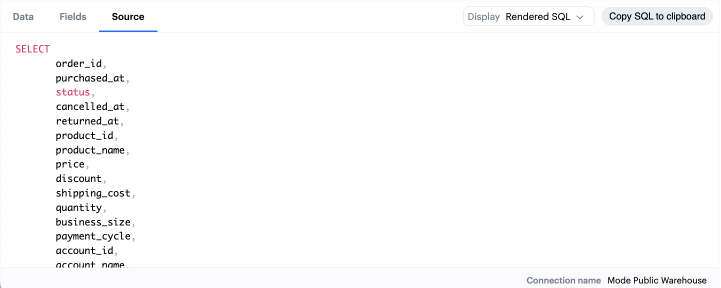 Data Fields Source Display Rendered SQL Copy SQL to clipboard
SELECT
order_id,
purchased_at,
status,
cancelled_at,
returned_at,
product_id,
product_name,
price,
discount,
shipping_cost,
quantity,
business_size,
payment_cycle,
account_id,
account_name,
Connection name Mode Public Warehouse